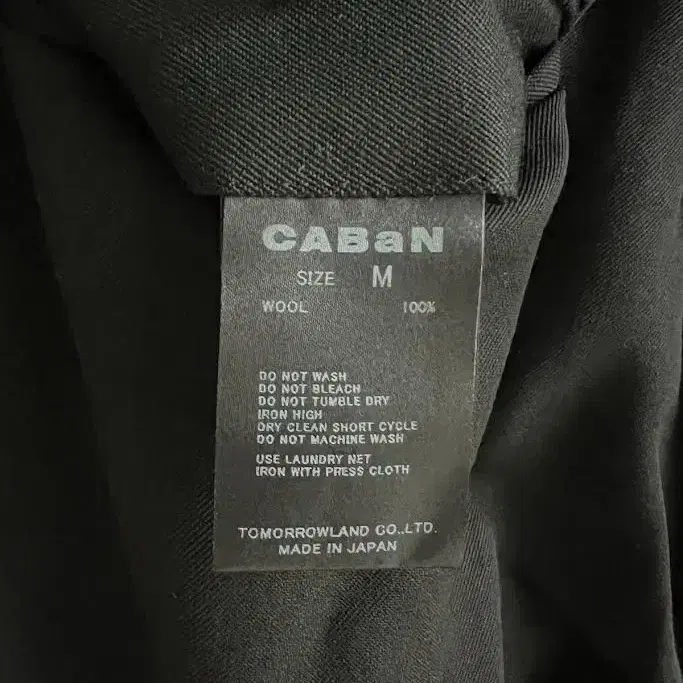 CABaN
SIZE M
WOOL 100%
DO NOT WASH
DO NOT BLEACH
DO NOT TUMBLE DRY
IRON HIGH
DRY CLEAN SHORT CYCLE
DO NOT MACHINE WASH
USE LAUNDRY NET
IRON WITH PRESS CLOTH
TOMORROWLAND CO.,LTD.
MADE IN JAPAN